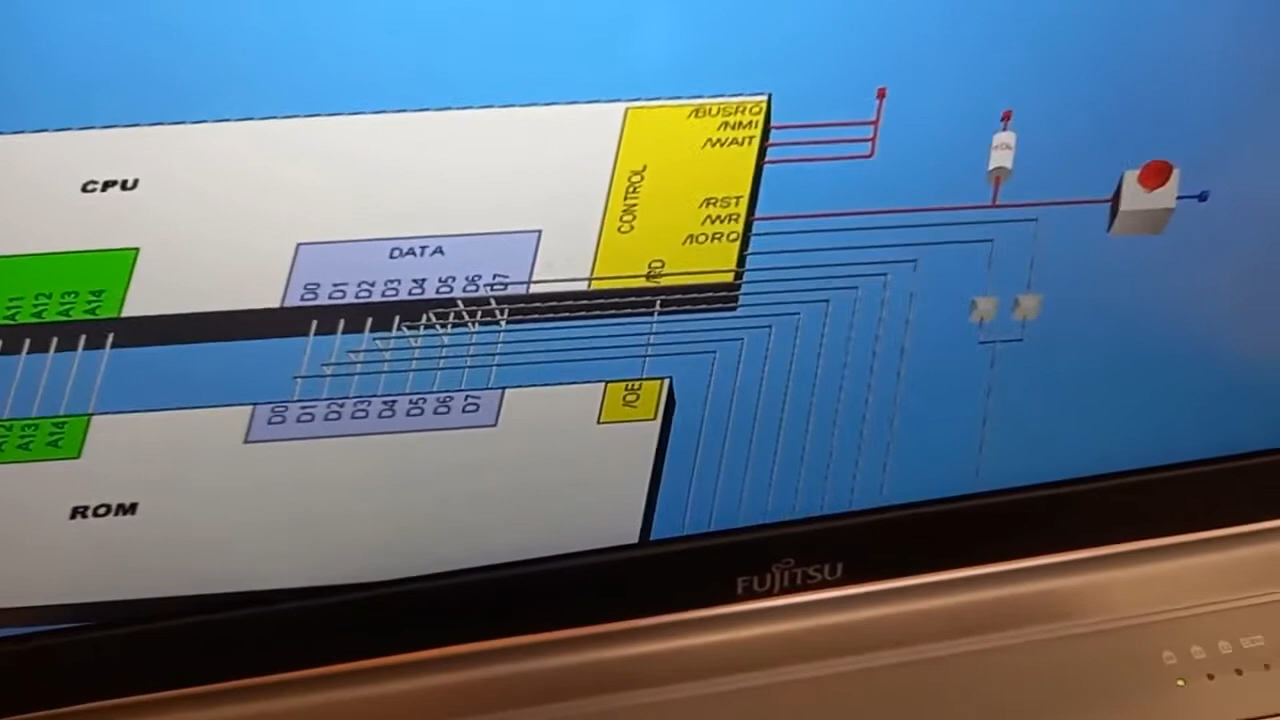 CPU
A11
A12
A13
A14
DATA
D0
D1
D2
D3
D4
D5
D6
D7
CONTROL
/BUSRQ
/NMI
/WAIT
/RST
/WR
/IORQ
/RD
D0
D1
D2
D3
D4
D5
D6
D7
/OE
A12
A13
A14
ROM
FUJITSU